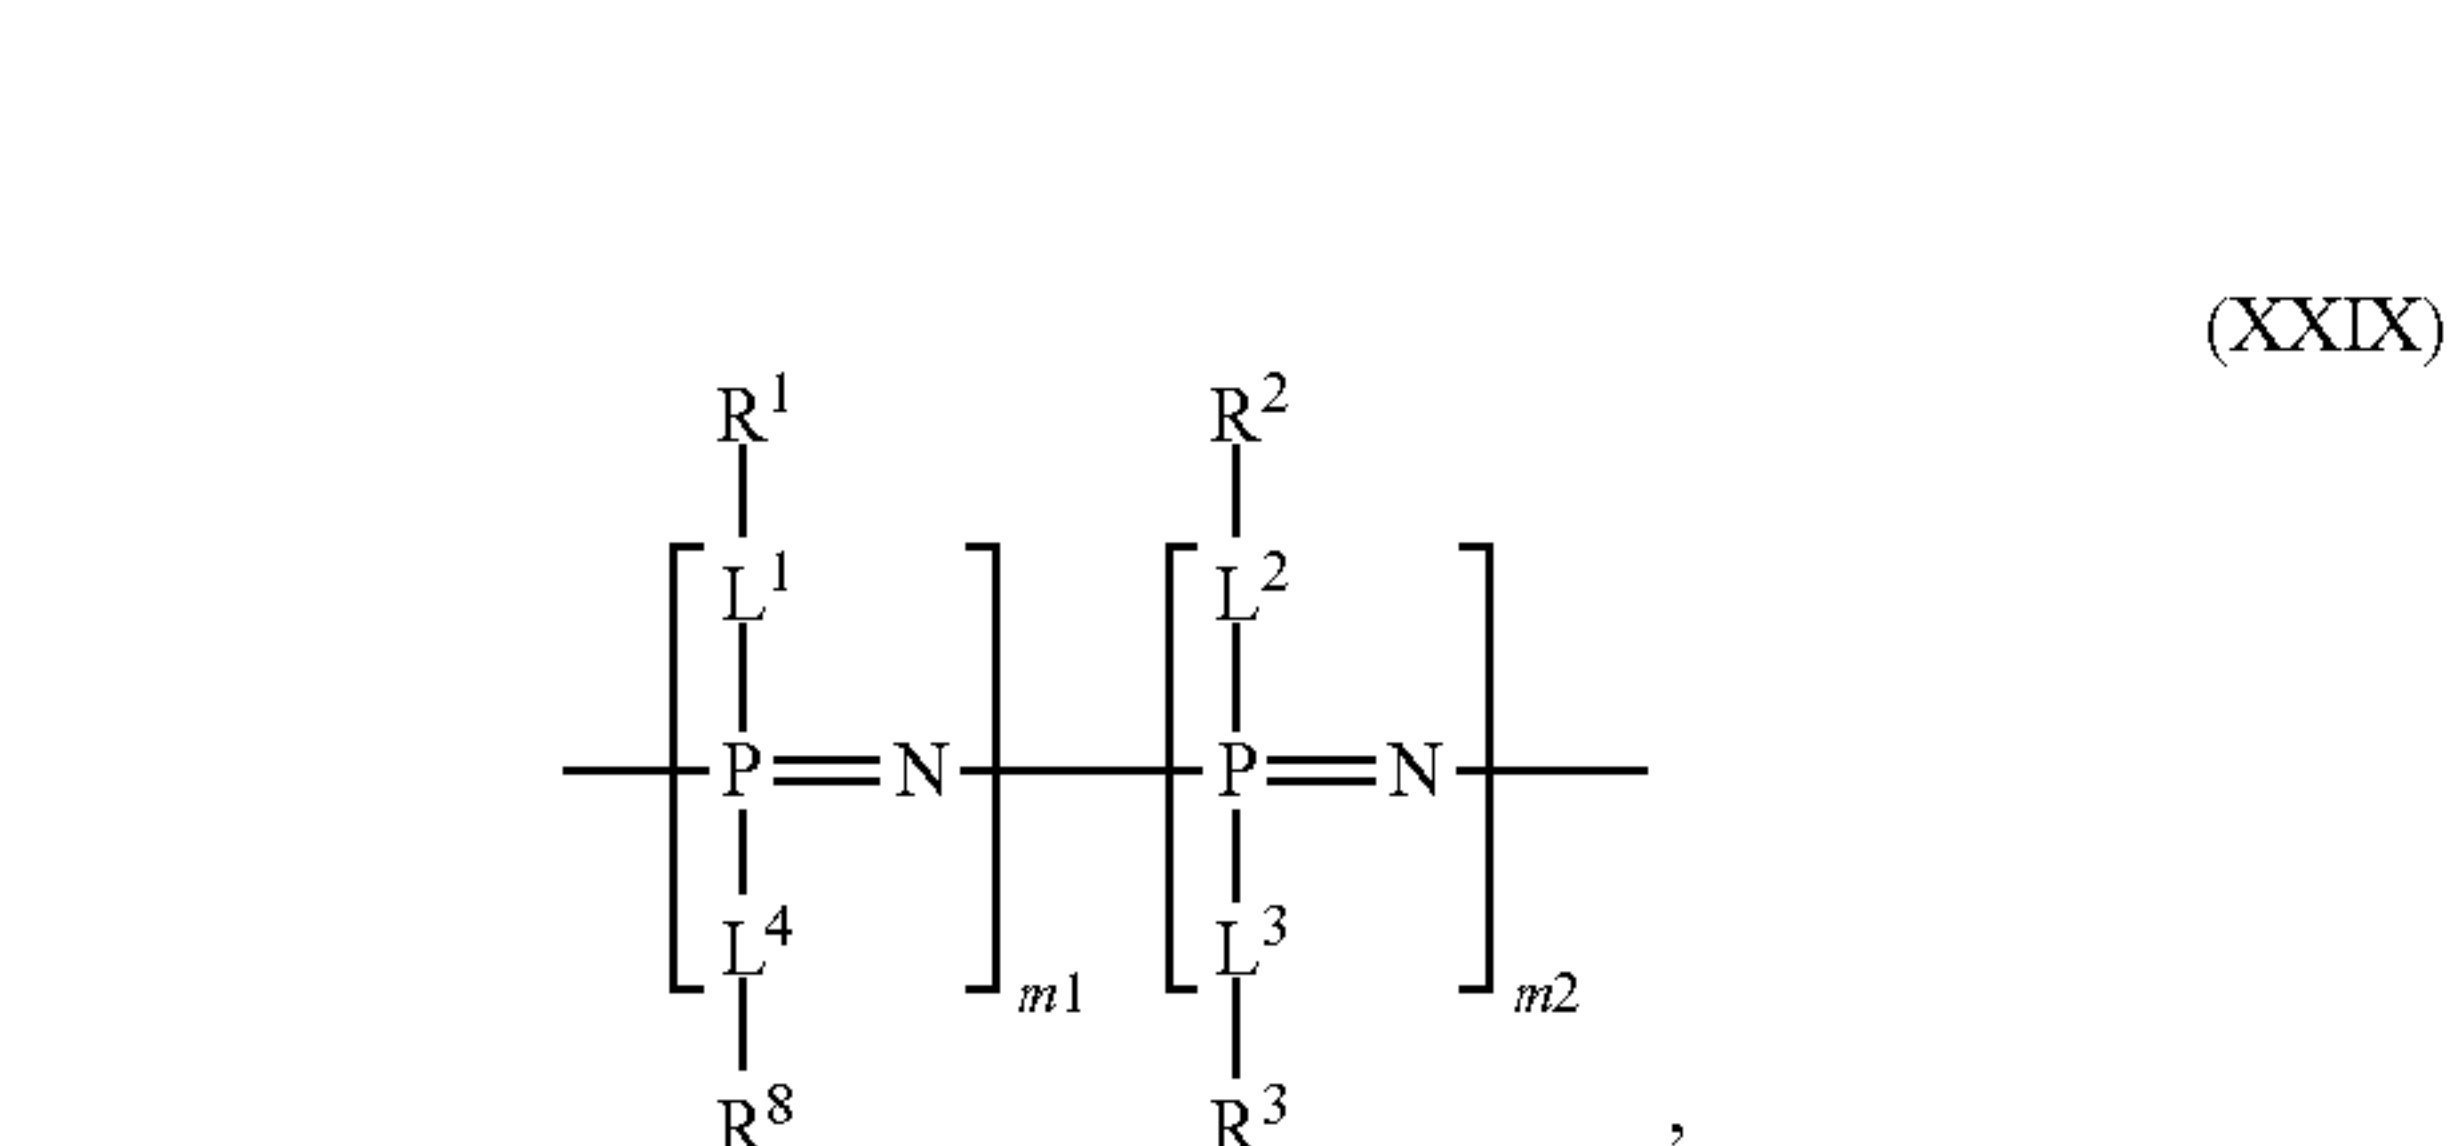 (XXIX)
R¹ R²
L¹ L²
P=N P=N
L⁴ L³
m1 m2
R⁸ R³ ,